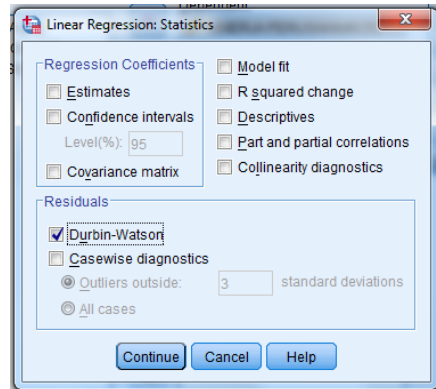 Dependent
Linear Regression: Statistics
Regression Coefficients
Estimates
Confidence intervals
Level(%): 95
Covariance matrix
Model fit
R squared change
Descriptives
Part and partial correlations
Collinearity diagnostics
Residuals
Durbin-Watson
Casewise diagnostics
Outliers outside: 3 standard deviations
All cases
Continue Cancel Help